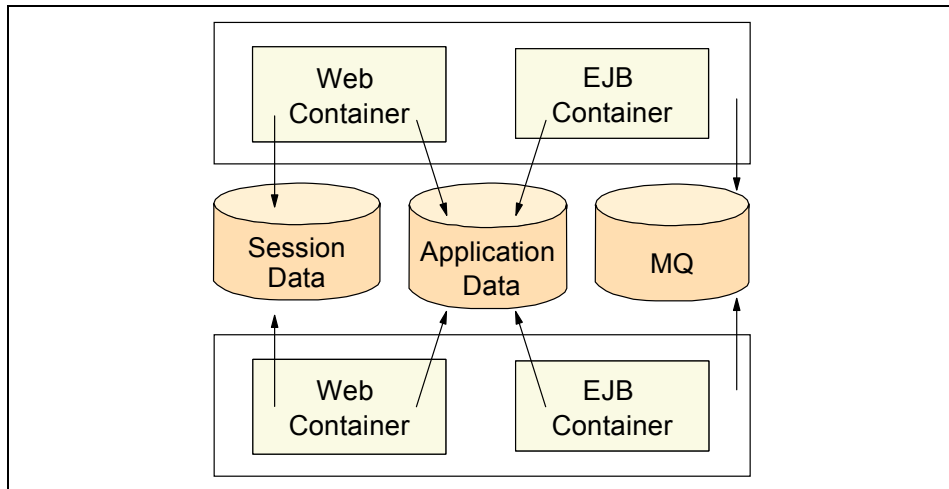 Web
Container
EJB
Container
Session
Data
Application
Data
MQ
Web
Container
EJB
Container